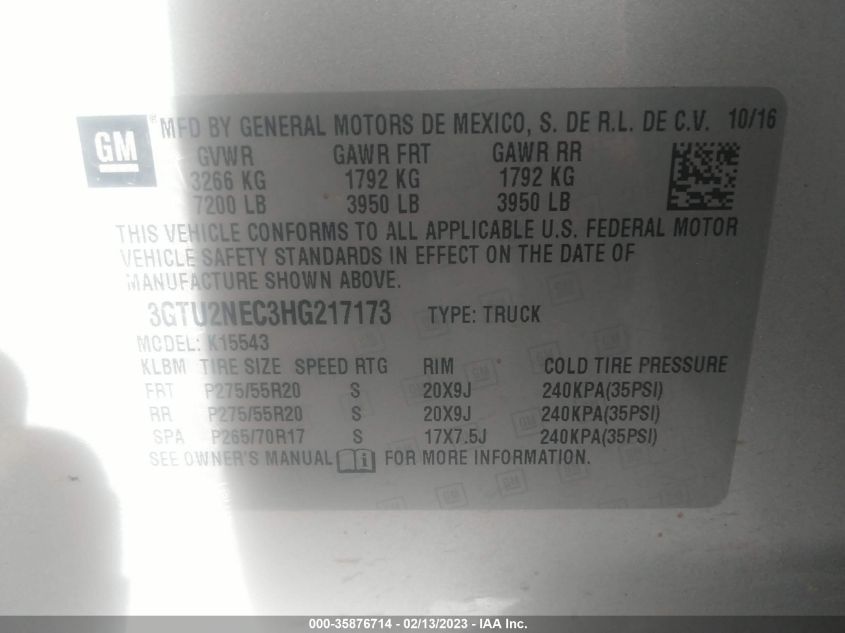 GM ® MFD BY GENERAL MOTORS DE MEXICO, S. DE R.L. DE C.V. 10/16
GVWR GAWR FRT GAWR RR
3266 KG 1792 KG 1792 KG
7200 LB 3950 LB 3950 LB
THIS VEHICLE CONFORMS TO ALL APPLICABLE U.S. FEDERAL MOTOR
VEHICLE SAFETY STANDARDS IN EFFECT ON THE DATE OF
MANUFACTURE SHOWN ABOVE.
3GTU2NEC3HG217173 TYPE: TRUCK
MODEL: K15543
KLBM TIRE SIZE SPEED RTG RIM COLD TIRE PRESSURE
FRT P275/55R20 S 20X9J 240KPA(35PSI)
RR P275/55R20 S 20X9J 240KPA(35PSI)
SPA P265/70R17 S 17X7.5J 240KPA(35PSI)
SEE OWNER'S MANUAL i FOR MORE INFORMATION.
000-35876714 - 02/13/2023 - IAA Inc.